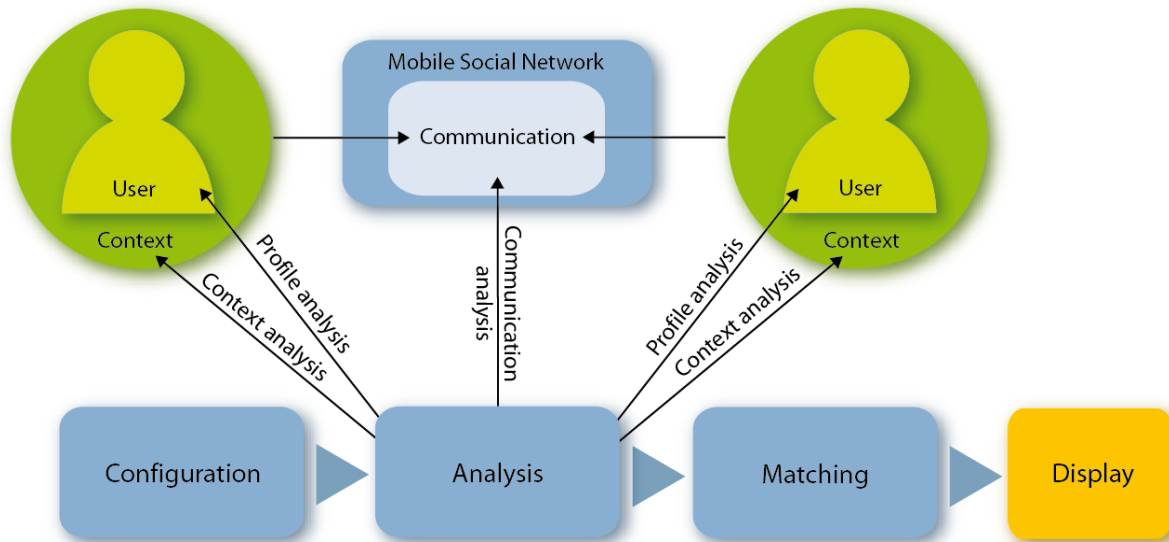 Mobile Social Network
Communication
User
Context
User
Context
Profile analysis
Context analysis
Communication
analysis
Profile analysis
Context analysis
Configuration
Analysis
Matching
Display